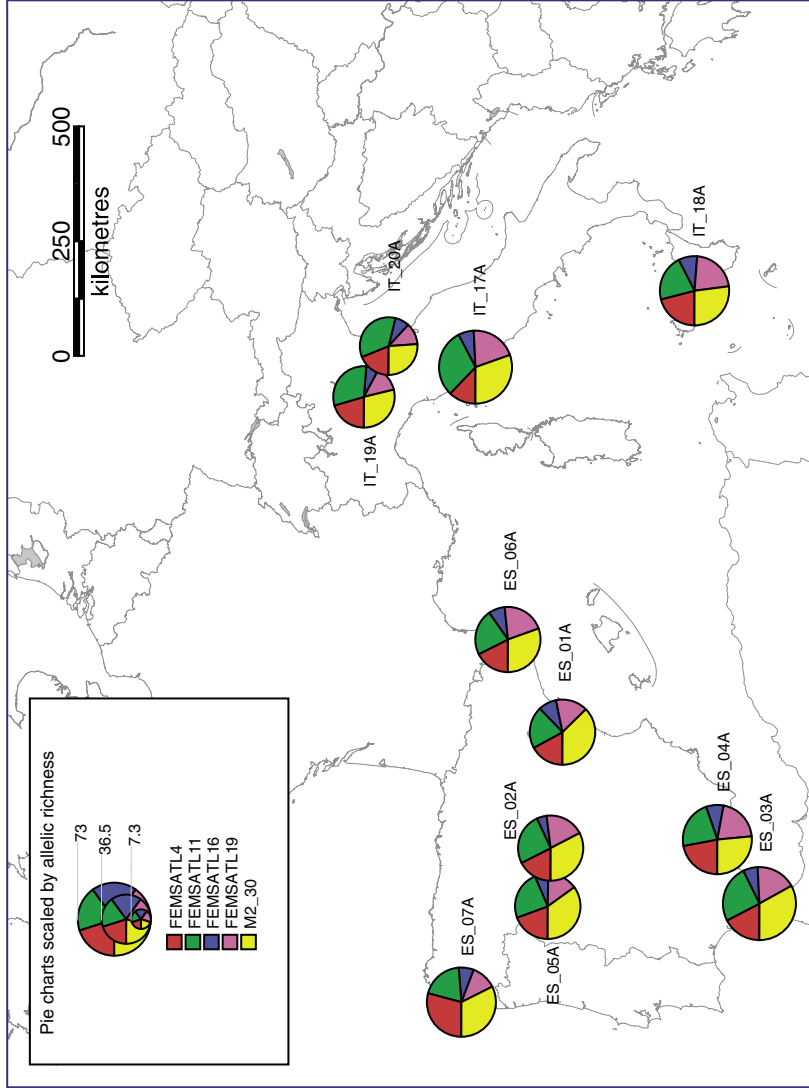 Pie charts scaled by allelic richness
73
36.5
7.3
FEMSATL4
FEMSATL11
FEMSATL16
FEMSATL19
M2_30
0 250 500
kilometres
IT_19A
IT_20A
IT_17A
IT_18A
ES_06A
ES_01A
ES_02A
ES_07A
ES_05A
ES_04A
ES_03A